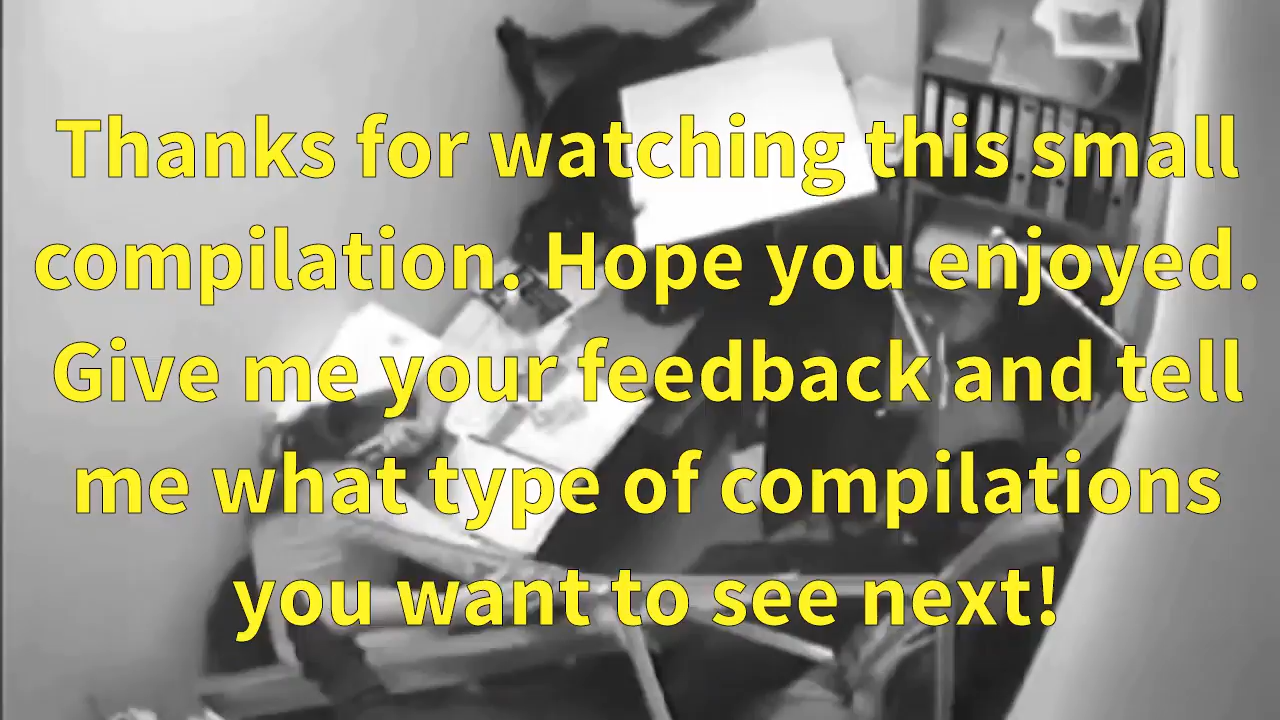 Thanks for watching this small
compilation. Hope you enjoyed.
Give me your feedback and tell
me what type of compilations
you want to see next!